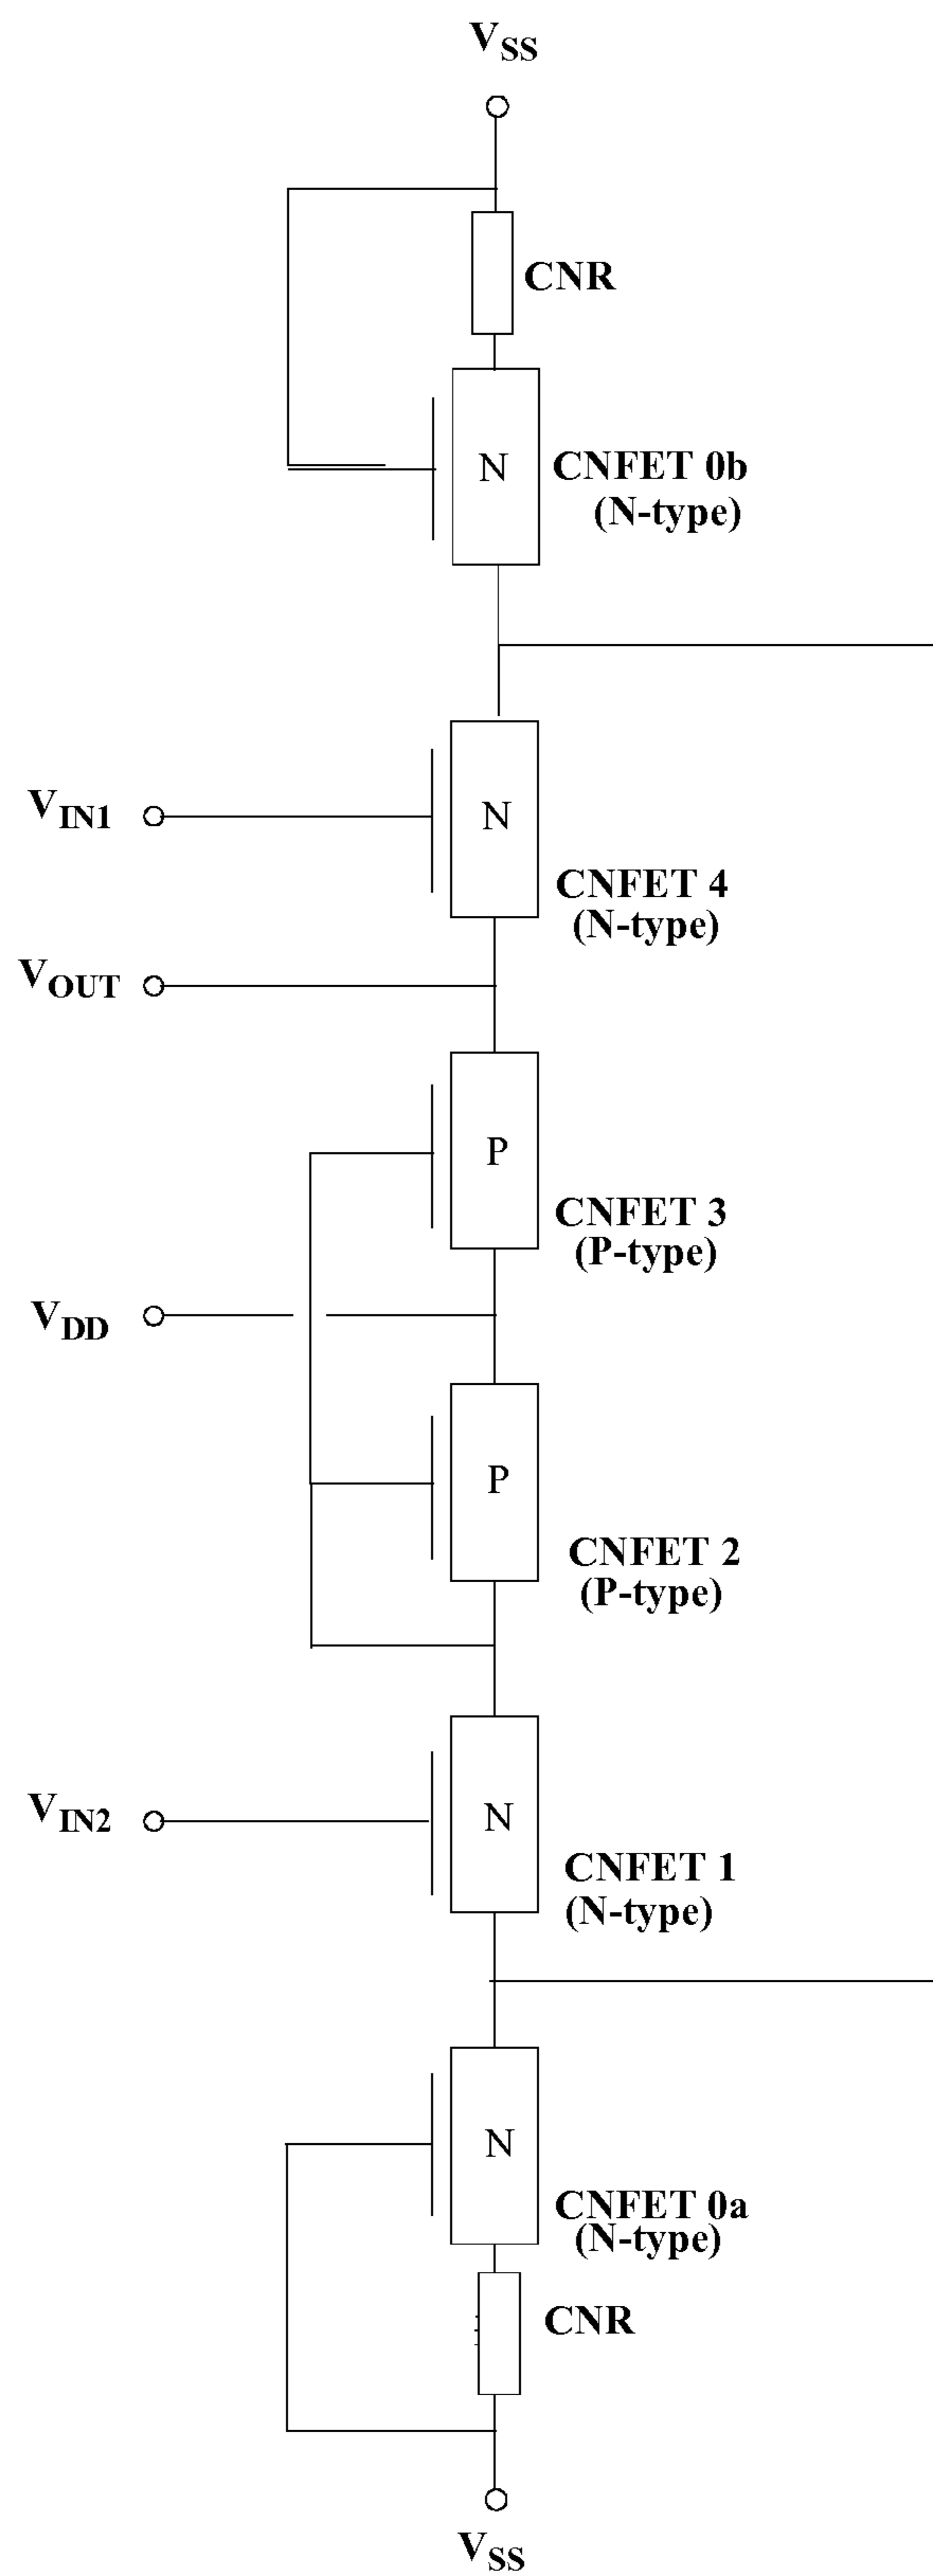 VSS
CNR
N
CNFET 0b
(N-type)
VIN1
N
CNFET 4
(N-type)
VOUT
P
CNFET 3
(P-type)
VDD
P
CNFET 2
(P-type)
VIN2
N
CNFET 1
(N-type)
N
CNFET 0a
(N-type)
CNR
VSS